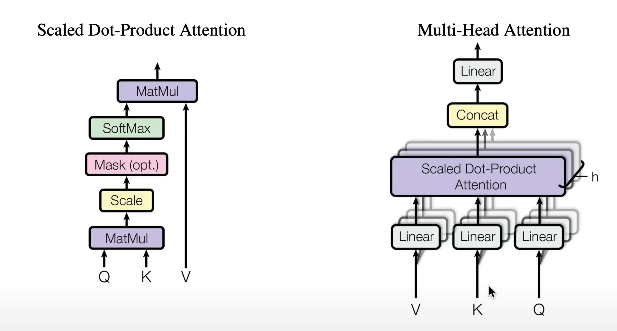 Scaled Dot-Product Attention
MatMul
SoftMax
Mask (opt.)
Scale
MatMul
Q K V
Multi-Head Attention
Linear
Concat
Scaled Dot-Product
Attention
h
Linear Linear Linear
V K Q